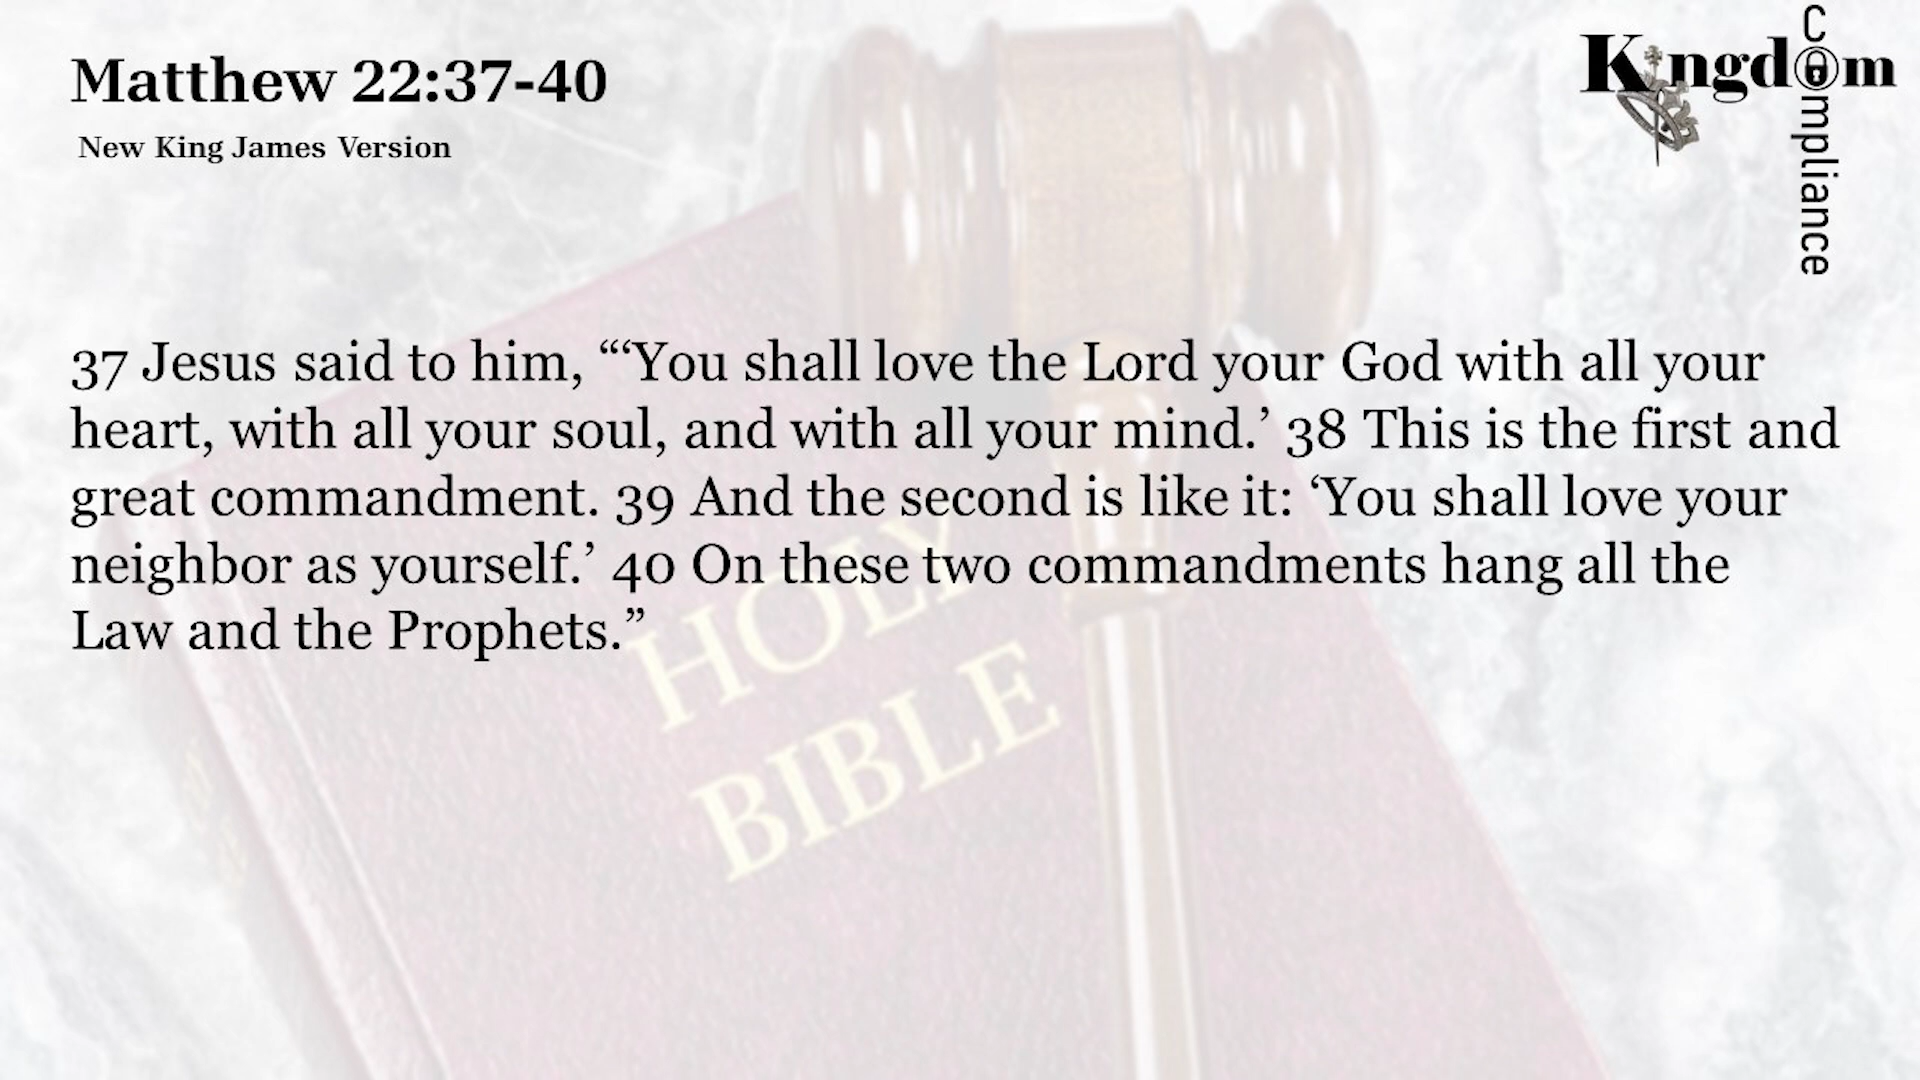 Matthew 22:37-40
New King James Version
Kingdom
Compliance
37 Jesus said to him, “‘You shall love the Lord your God with all your
heart, with all your soul, and with all your mind.’ 38 This is the first and
great commandment. 39 And the second is like it: ‘You shall love your
neighbor as yourself.’ 40 On these two commandments hang all the
Law and the Prophets.”
HOLY
BIBLE